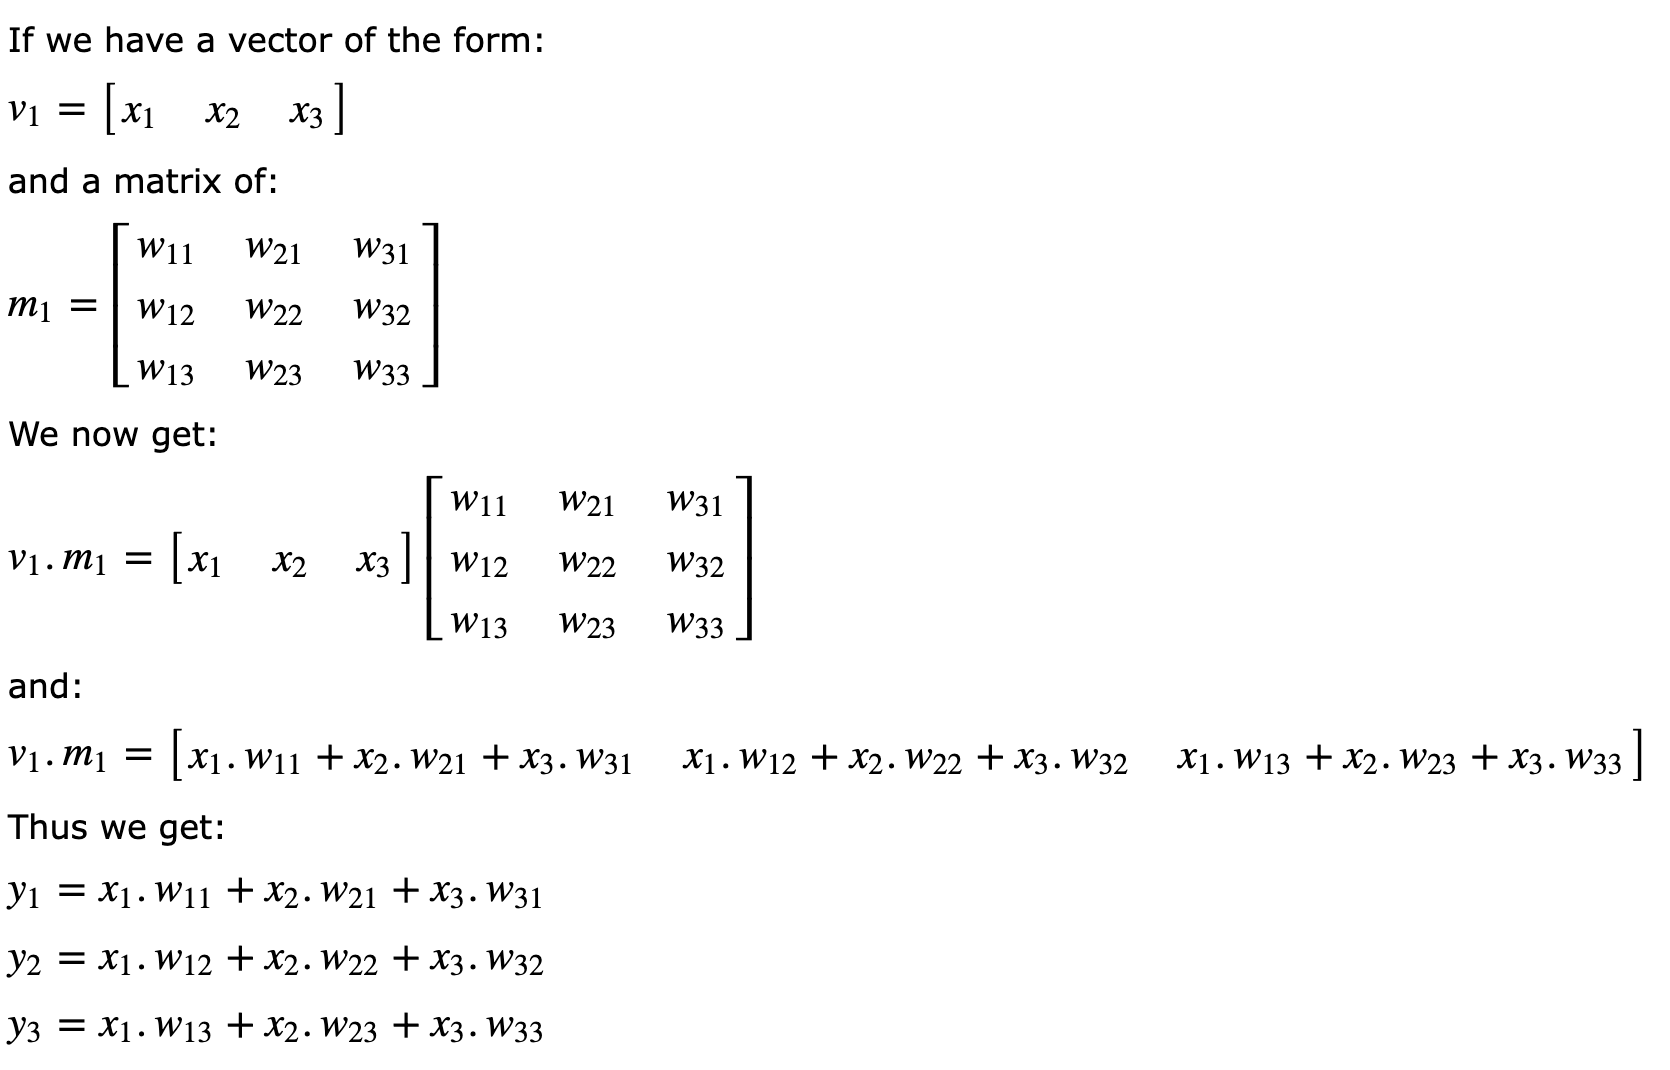 If we have a vector of the form:
v₁ = [x₁ x₂ x₃]
and a matrix of:
m₁ = [w₁₁ w₂₁ w₃₁
w₁₂ w₂₂ w₃₂
w₁₃ w₂₃ w₃₃]
We now get:
v₁.m₁ = [x₁ x₂ x₃] [w₁₁ w₂₁ w₃₁
w₁₂ w₂₂ w₃₂
w₁₃ w₂₃ w₃₃]
and:
v₁.m₁ = [x₁.w₁₁ + x₂.w₂₁ + x₃.w₃₁ x₁.w₁₂ + x₂.w₂₂ + x₃.w₃₂ x₁.w₁₃ + x₂.w₂₃ + x₃.w₃₃]
Thus we get:
y₁ = x₁.w₁₁ + x₂.w₂₁ + x₃.w₃₁
y₂ = x₁.w₁₂ + x₂.w₂₂ + x₃.w₃₂
y₃ = x₁.w₁₃ + x₂.w₂₃ + x₃.w₃₃